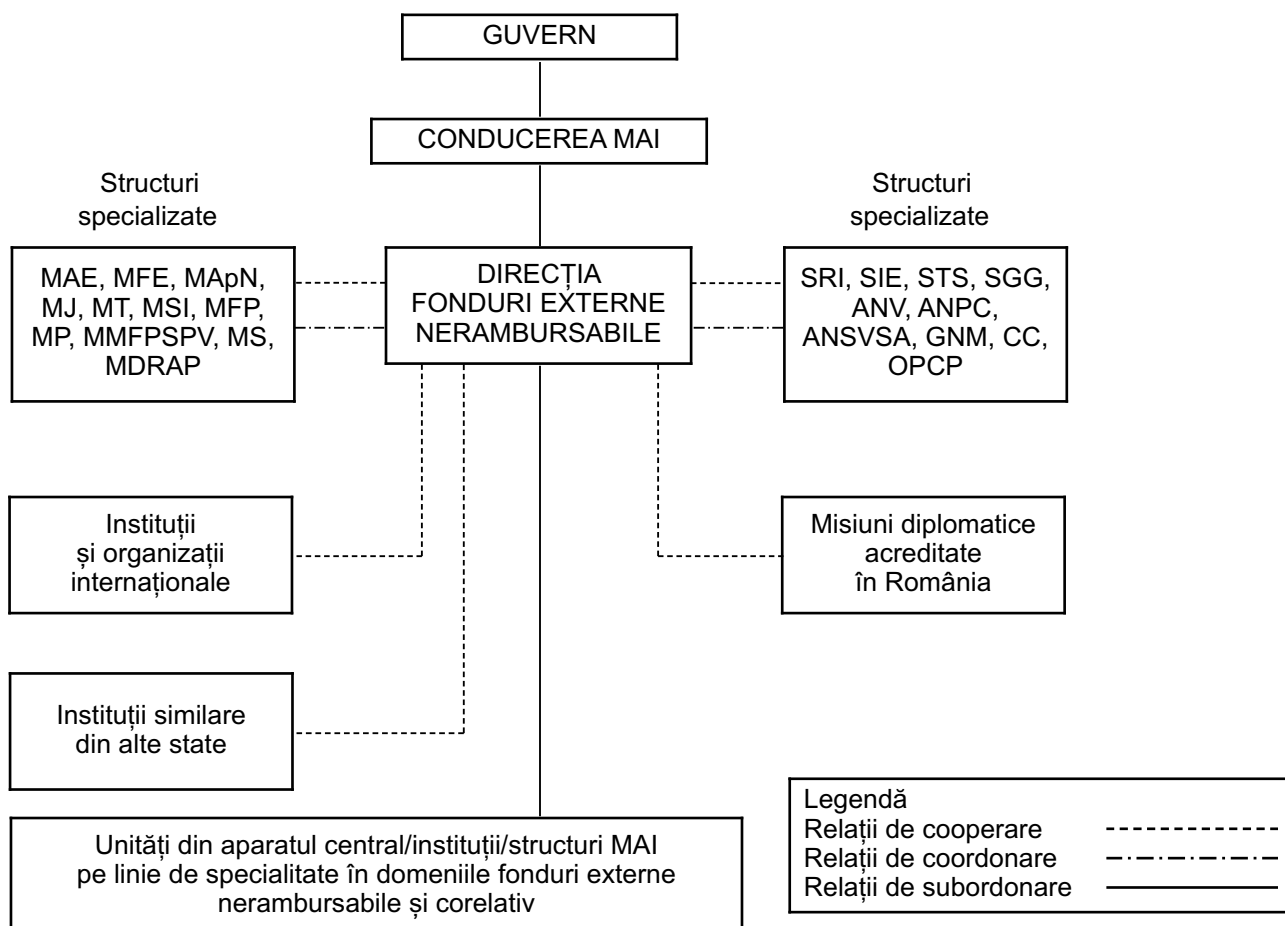 GUVERN
CONDUCEREA MAI
Structuri
specializate
Structuri
specializate
MAE, MFE, MApN,
MJ, MT, MSI, MFP,
MP, MMFPSPV, MS,
MDRAP
DIRECȚIA
FONDURI EXTERNE
NERAMBURSABILE
SRI, SIE, STS, SGG,
ANV, ANPC,
ANSVSA, GNM, CC,
OPCP
Instituții
și organizații
internaționale
Misiuni diplomatice
acreditate
în România
Instituții similare
din alte state
Unități din aparatul central/instituții/structuri MAI
pe linie de specialitate în domeniile fonduri externe
nerambursabile și corelativ
Legendă
Relații de cooperare
Relații de coordonare
Relații de subordonare